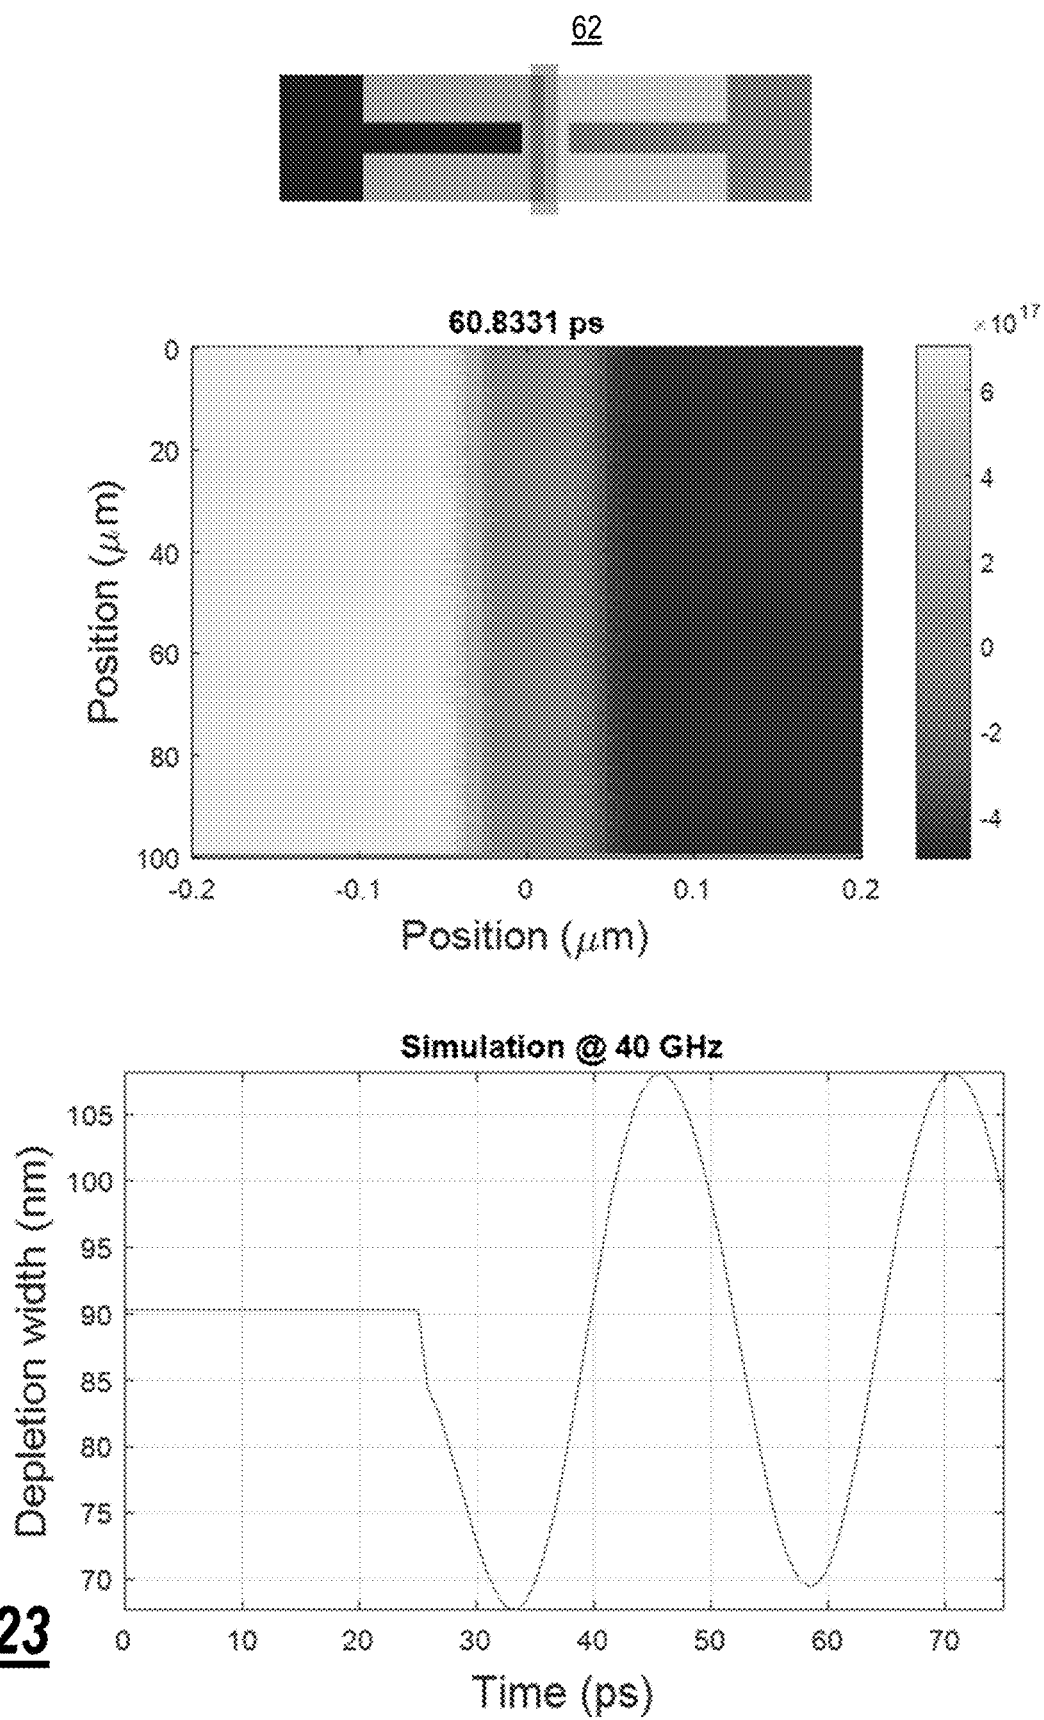 62
60.8331 ps
×10^17
0
20
40
60
80
100
Position (μm)
-0.2 -0.1 0 0.1 0.2
Position (μm)
6
4
2
0
-2
-4
Simulation @ 40 GHz
105
100
95
90
85
80
75
70
Depletion width (nm)
0 10 20 30 40 50 60 70
Time (ps)
23